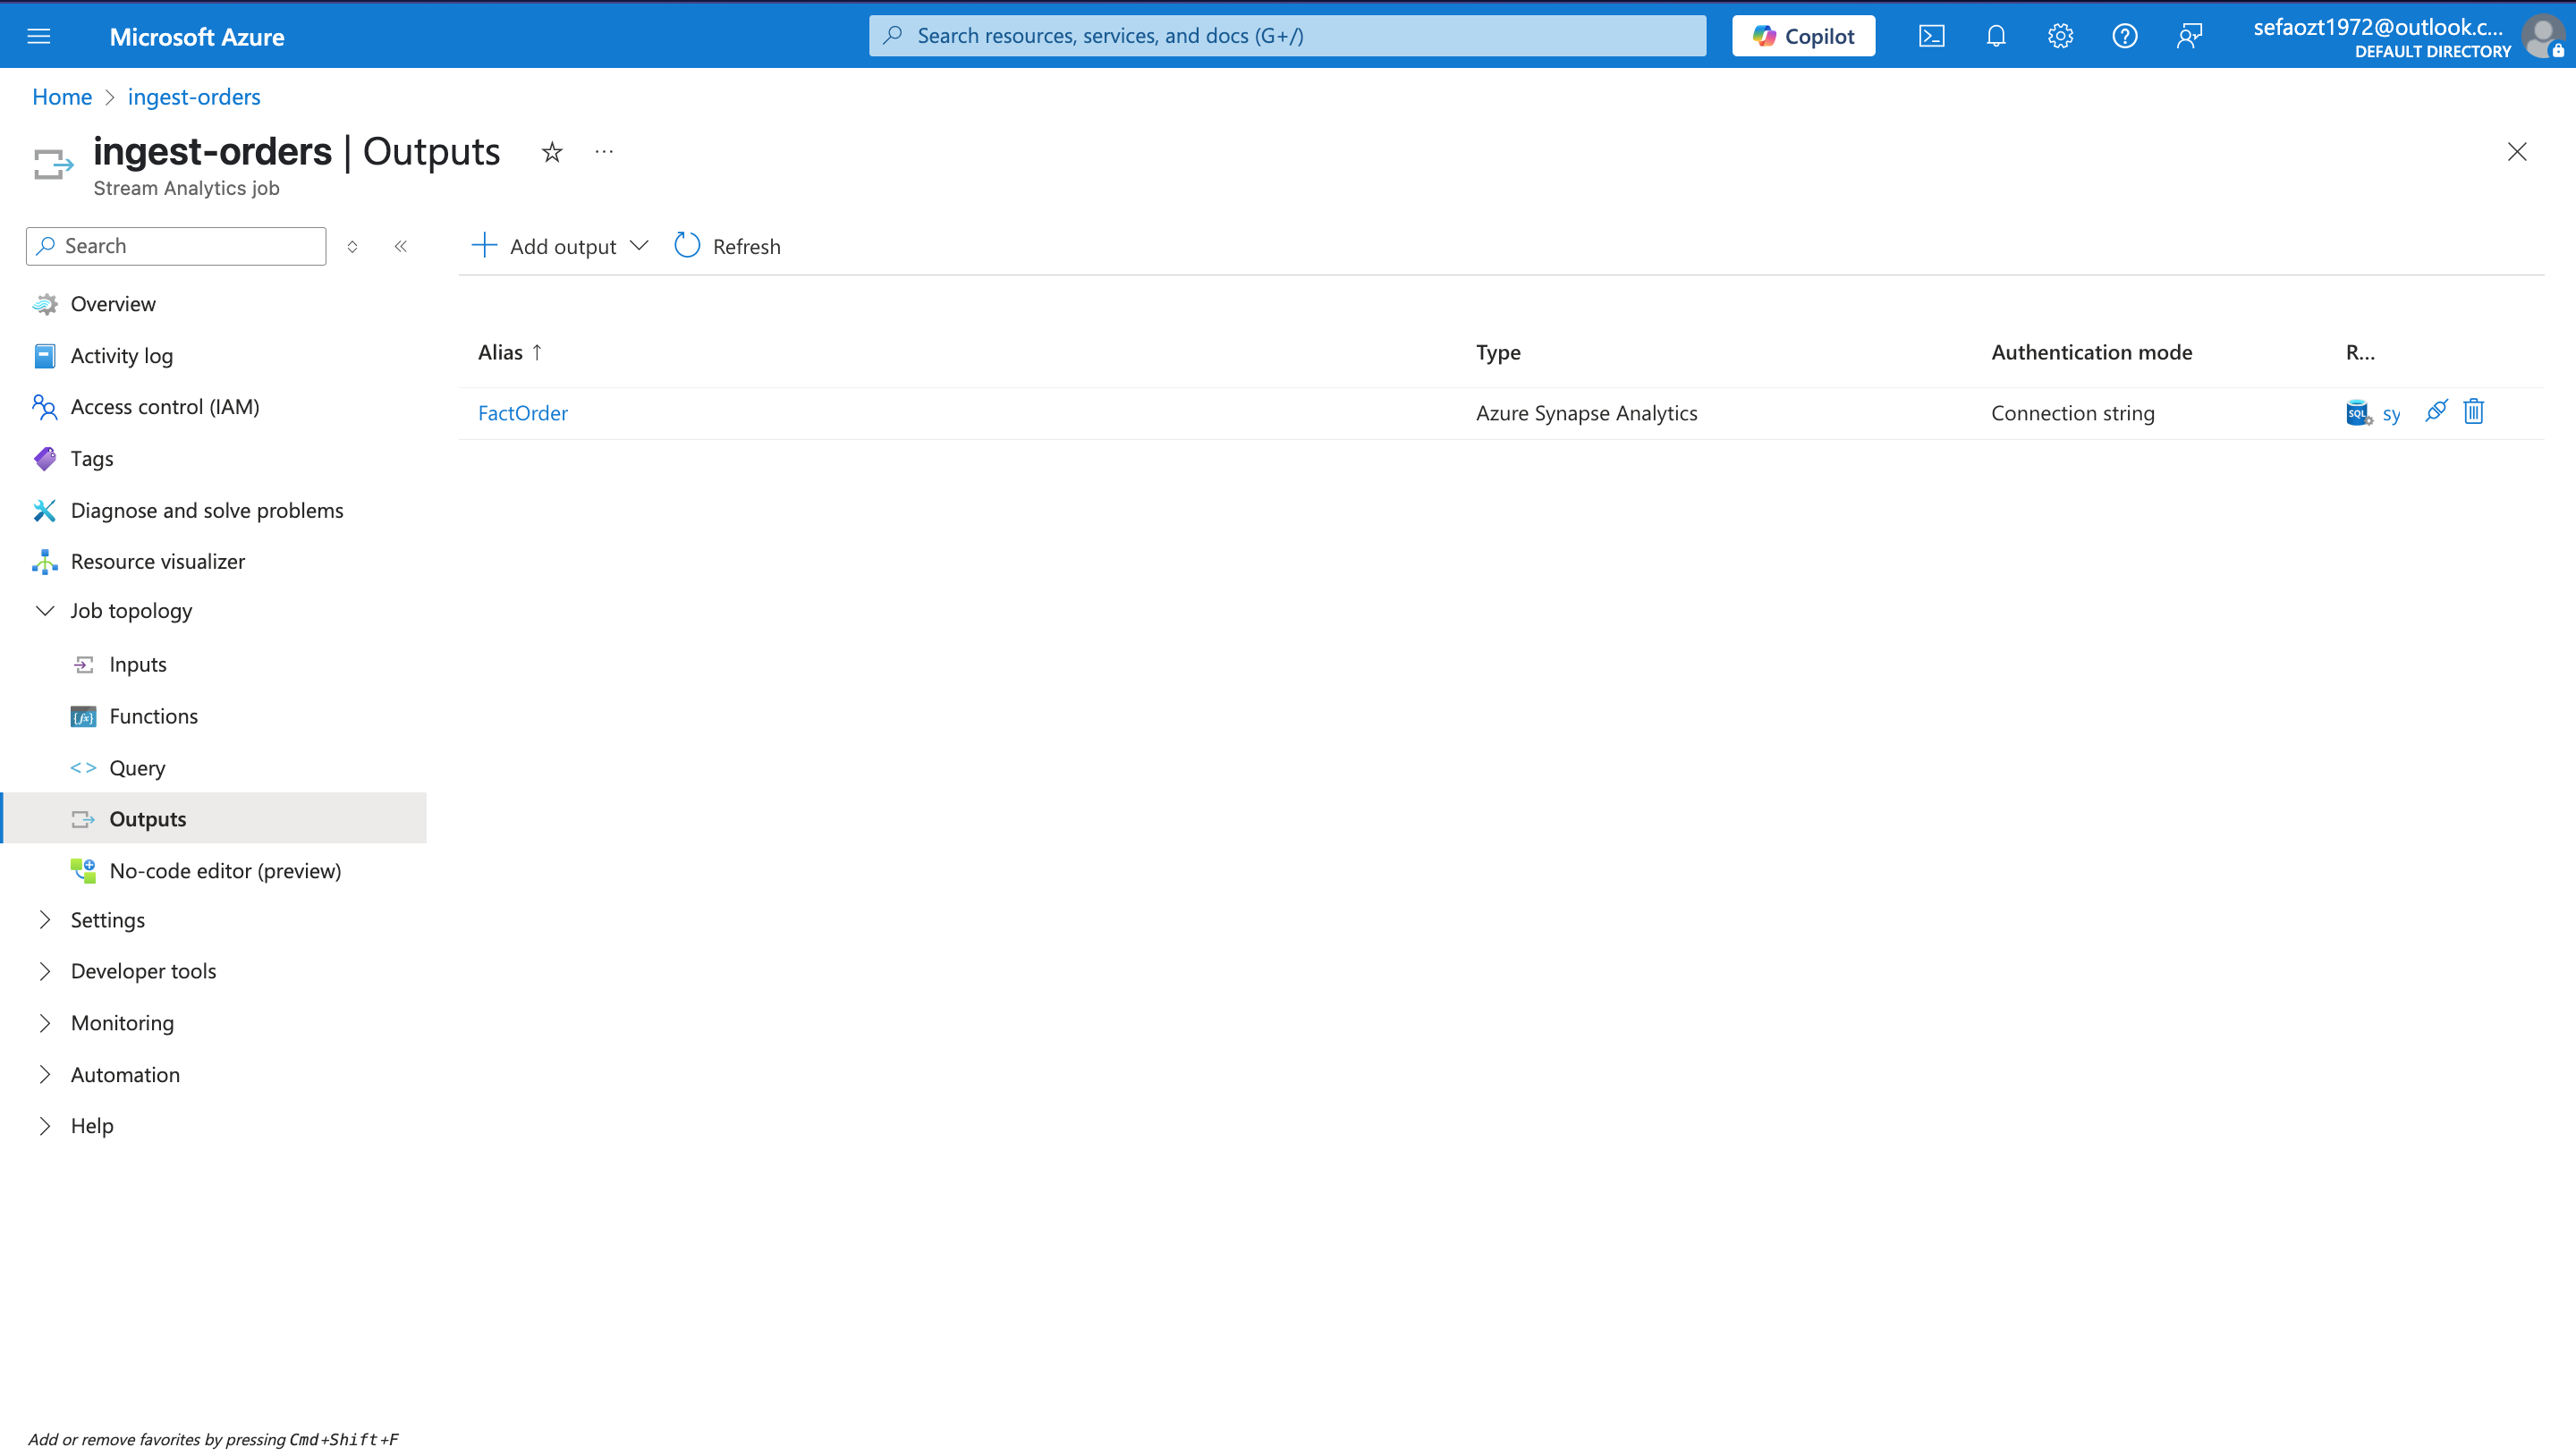 Microsoft Azure
Search resources, services, and docs (G+/)
Copilot
sefaozt1972@outlook.c...
DEFAULT DIRECTORY
Home > ingest-orders
ingest-orders | Outputs
Stream Analytics job
Search
Add output
Refresh
Overview
Activity log
Access control (IAM)
Tags
Diagnose and solve problems
Resource visualizer
Job topology
Inputs
Functions
Query
Outputs
No-code editor (preview)
Settings
Developer tools
Monitoring
Automation
Help
Alias ↑ Type Authentication mode R...
FactOrder Azure Synapse Analytics Connection string SQL sy
Add or remove favorites by pressing Cmd+Shift+F